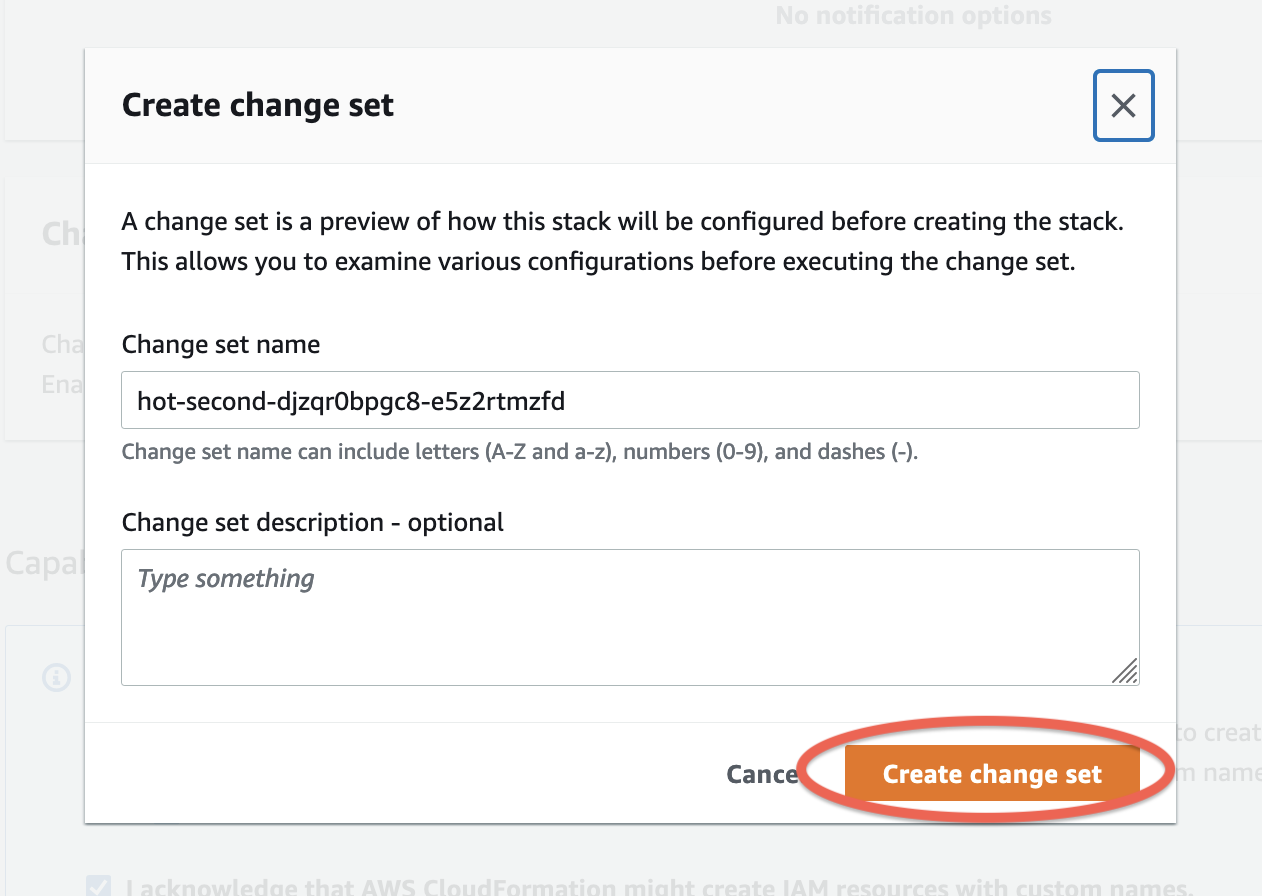 No notification options
Create change set
A change set is a preview of how this stack will be configured before creating the stack.
This allows you to examine various configurations before executing the change set.
Cha
Change set name
Cha
Ena
hot-second-djzqr0bpgc8-e5z2rtmzfd
Change set name can include letters (A-Z and a-z), numbers (0-9), and dashes (-).
Change set description - optional
Capal
Type something
to creat
Cance
Create change set
m name
I acknowledge that AWS CloudFormation might create IAM resources with custom names.